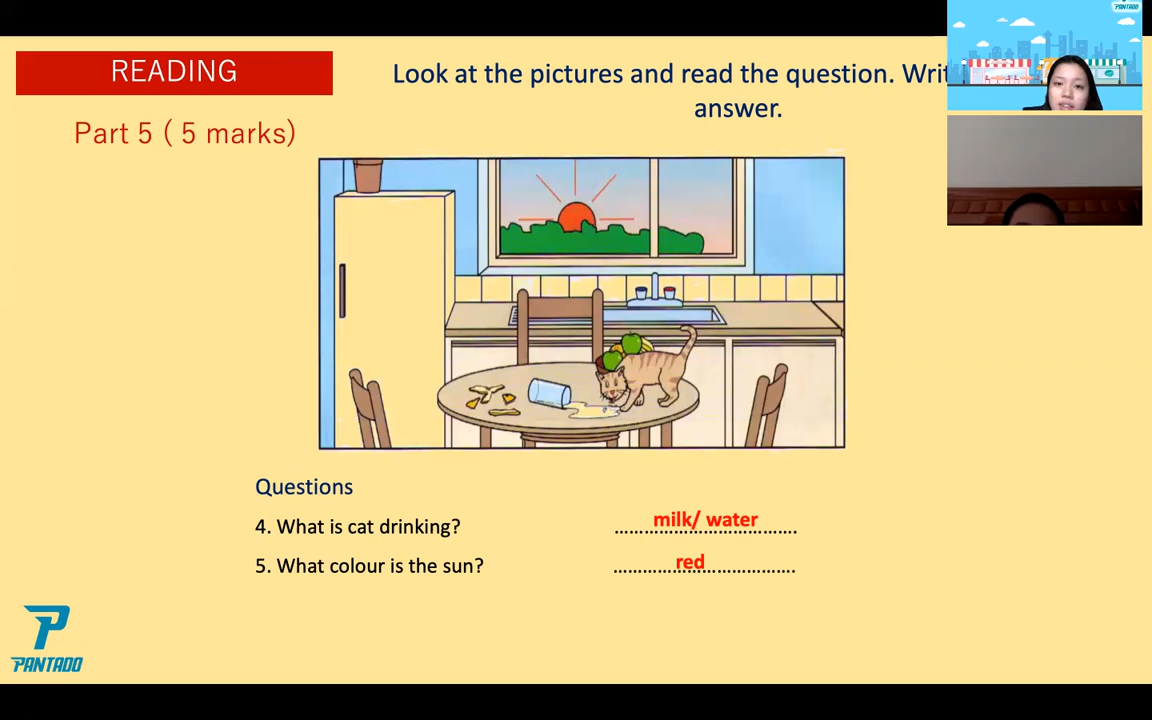 READING
Part 5 ( 5 marks)
Look at the pictures and read the question. Writ
answer.
Questions
4. What is cat drinking?
milk/ water
……………………………….
5. What colour is the sun?
red
……………………………….
PANTADO
PANTADO